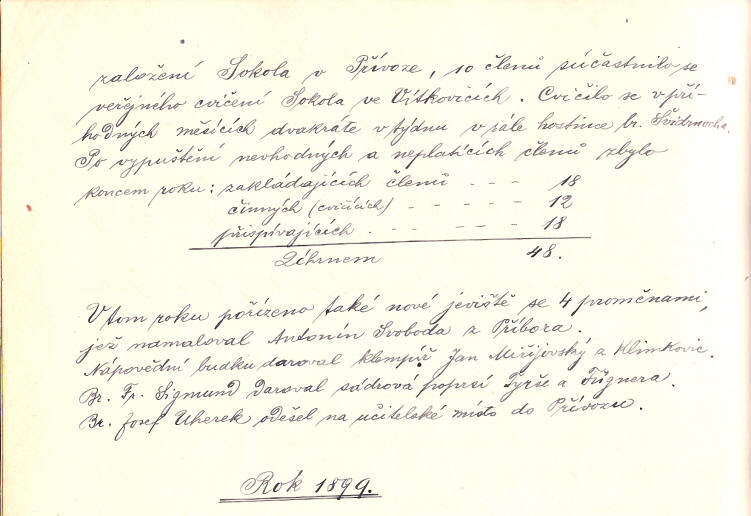 založení Sokola v Přívoze, 10 členů súčastnilo se
veřejného cvičení Sokola ve Vítkovicích. Cvičilo se v pří-
hodných měsících dvakráte v týdnu v sále hostince br. Švidrnocha.
Po vypuštění nevhodných a neplatících členů zbylo
koncem roku: zakládajících členů - - - 18
činných (cvičících) - - - - - - 12
přispívajících - - - - - - 18
Úhrnem 48.
V tom roku pořízeno také nové jeviště se 4 proměnami,
jež namaloval Antonín Svoboda z Příbora.
Nápovědní budku daroval klempíř Jan Miřijovský z Klimkovic.
Br. Fr. Sigmund daroval sádrová poprsí Tyrše a Fügnera.
Br. Josef Uherek odešel na učitelské místo do Přívozu.
Rok 1899.